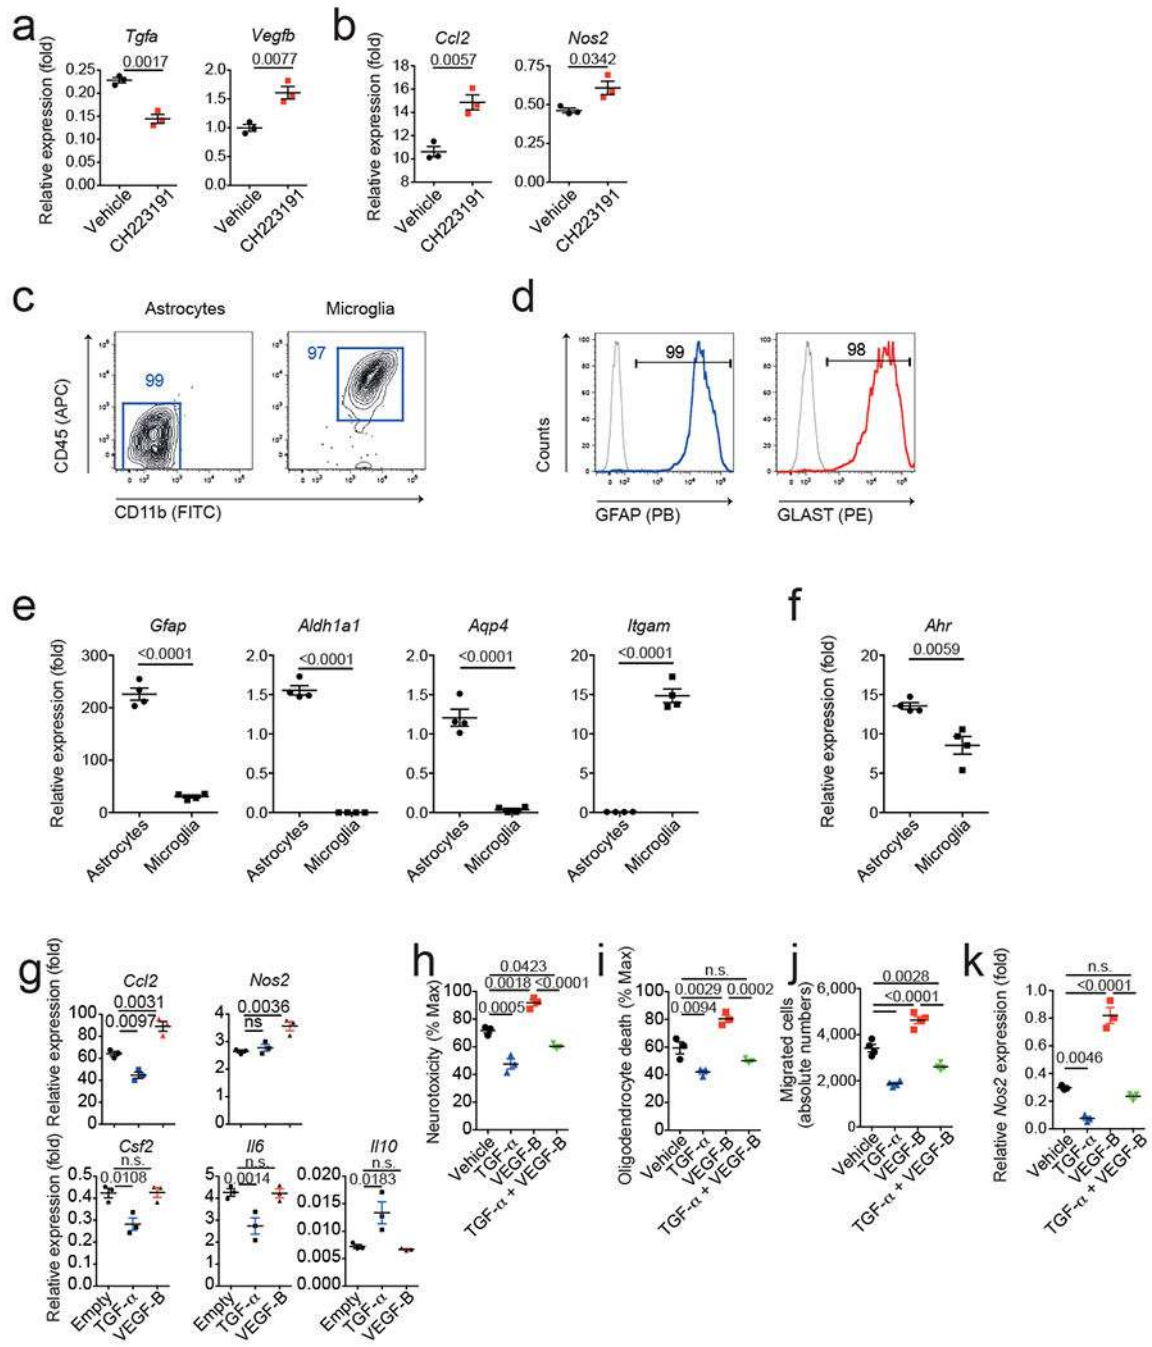 a
b
Tgfa
Vegfb
Ccl2
Nos2
0.0017
0.0077
0.0057
0.0342
Relative expression (fold)
0.25
0.20
0.15
0.10
0.05
0.00
2.0
1.5
1.0
0.5
0.0
Relative expression (fold)
18
16
14
12
10
8
0.75
0.50
0.25
0.00
Vehicle
CH223191
Vehicle
CH223191
Vehicle
CH223191
Vehicle
CH223191
c
d
Astrocytes
Microglia
99
97
99
98
CD45 (APC)
CD11b (FITC)
Counts
100
80
60
40
20
0
100
80
60
40
20
0
GFAP (PB)
GLAST (PE)
e
f
Gfap
Aldh1a1
Aqp4
Itgam
Ahr
<0.0001
<0.0001
<0.0001
<0.0001
0.0059
Relative expression (fold)
300
200
100
0
2.0
1.5
1.0
0.5
0.0
2.0
1.5
1.0
0.5
0.0
20
15
10
5
0
Relative expression (fold)
20
15
10
5
0
Astrocytes
Microglia
Astrocytes
Microglia
Astrocytes
Microglia
Astrocytes
Microglia
Astrocytes
Microglia
g
Ccl2
Nos2
0.0031
0.0097
0.0036
ns
Relative expression (fold)
100
80
60
40
20
0
4
3
2
1
0
Csf2
Il6
Il10
n.s.
0.0108
n.s.
0.0014
n.s.
0.0183
Relative expression (fold)
0.5
0.4
0.3
0.2
0.1
0.0
5
4
3
2
1
0
0.020
0.015
0.010
0.005
0.000
Empty
TGF-α
VEGF-B
Empty
TGF-α
VEGF-B
Empty
TGF-α
VEGF-B
h
0.0423
0.0018
<0.0001
0.0005
Neurotoxicity (% Max)
100
80
60
40
20
0
Vehicle
TGF-α
VEGF-B
TGF-α + VEGF-B
i
n.s.
0.0029
0.0002
0.0094
Oligodendrocyte death (% Max)
100
80
60
40
20
0
Vehicle
TGF-α
VEGF-B
TGF-α + VEGF-B
j
0.0028
<0.0001
Migrated cells
(absolute numbers)
6,000
4,000
2,000
0
Vehicle
TGF-α
VEGF-B
TGF-α + VEGF-B
k
n.s.
<0.0001
0.0046
Relative Nos2 expression (fold)
1.0
0.8
0.6
0.4
0.2
0.0
Vehicle
TGF-α
VEGF-B
TGF-α + VEGF-B